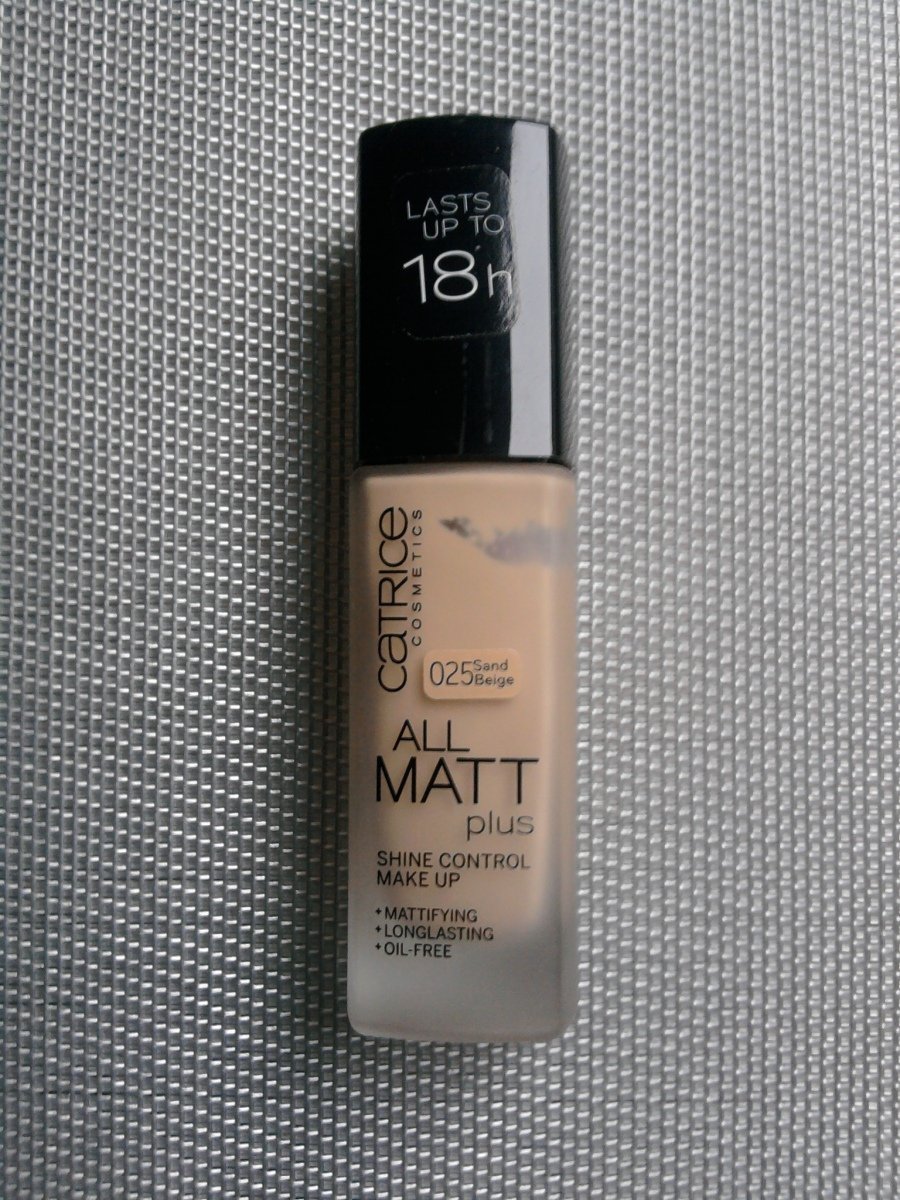 LASTS
UP TO
18h
CATRICE
COSMETICS
025 Sand
Beige
ALL
MATT
plus
SHINE CONTROL
MAKE UP
+MATTIFYING
+LONGLASTING
+OIL-FREE